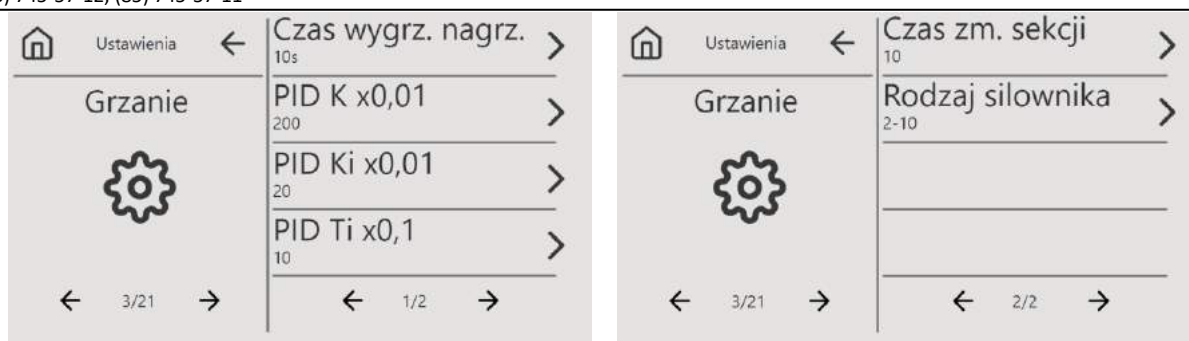 Ustawienia
Grzanie
3/21
Czas wygrz. nagrz.
10s
PID K x0,01
200
PID Ki x0,01
20
PID Ti x0,1
10
1/2
Ustawienia
Grzanie
3/21
Czas zm. sekcji
10
Rodzaj silownika
2-10
2/2